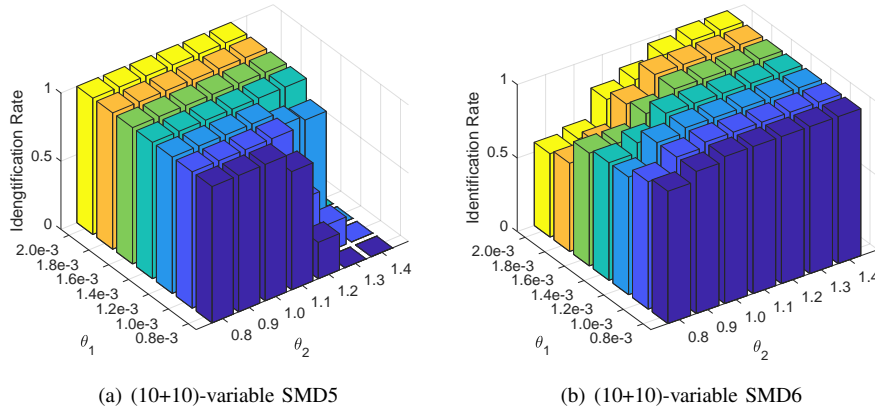 1
0.5
0
Idengtification Rate
2.0e-3
1.8e-3
1.6e-3
1.4e-3
1.2e-3
1.0e-3
0.8e-3
θ1
0.8
0.9
1.0
1.1
1.2
1.3
1.4
θ2
(a) (10+10)-variable SMD5
1
0.5
0
Identification Rate
2.0e-3
1.8e-3
1.6e-3
1.4e-3
1.2e-3
1.0e-3
0.8e-3
θ1
0.8
0.9
1.0
1.1
1.2
1.3
1.4
θ2
(b) (10+10)-variable SMD6